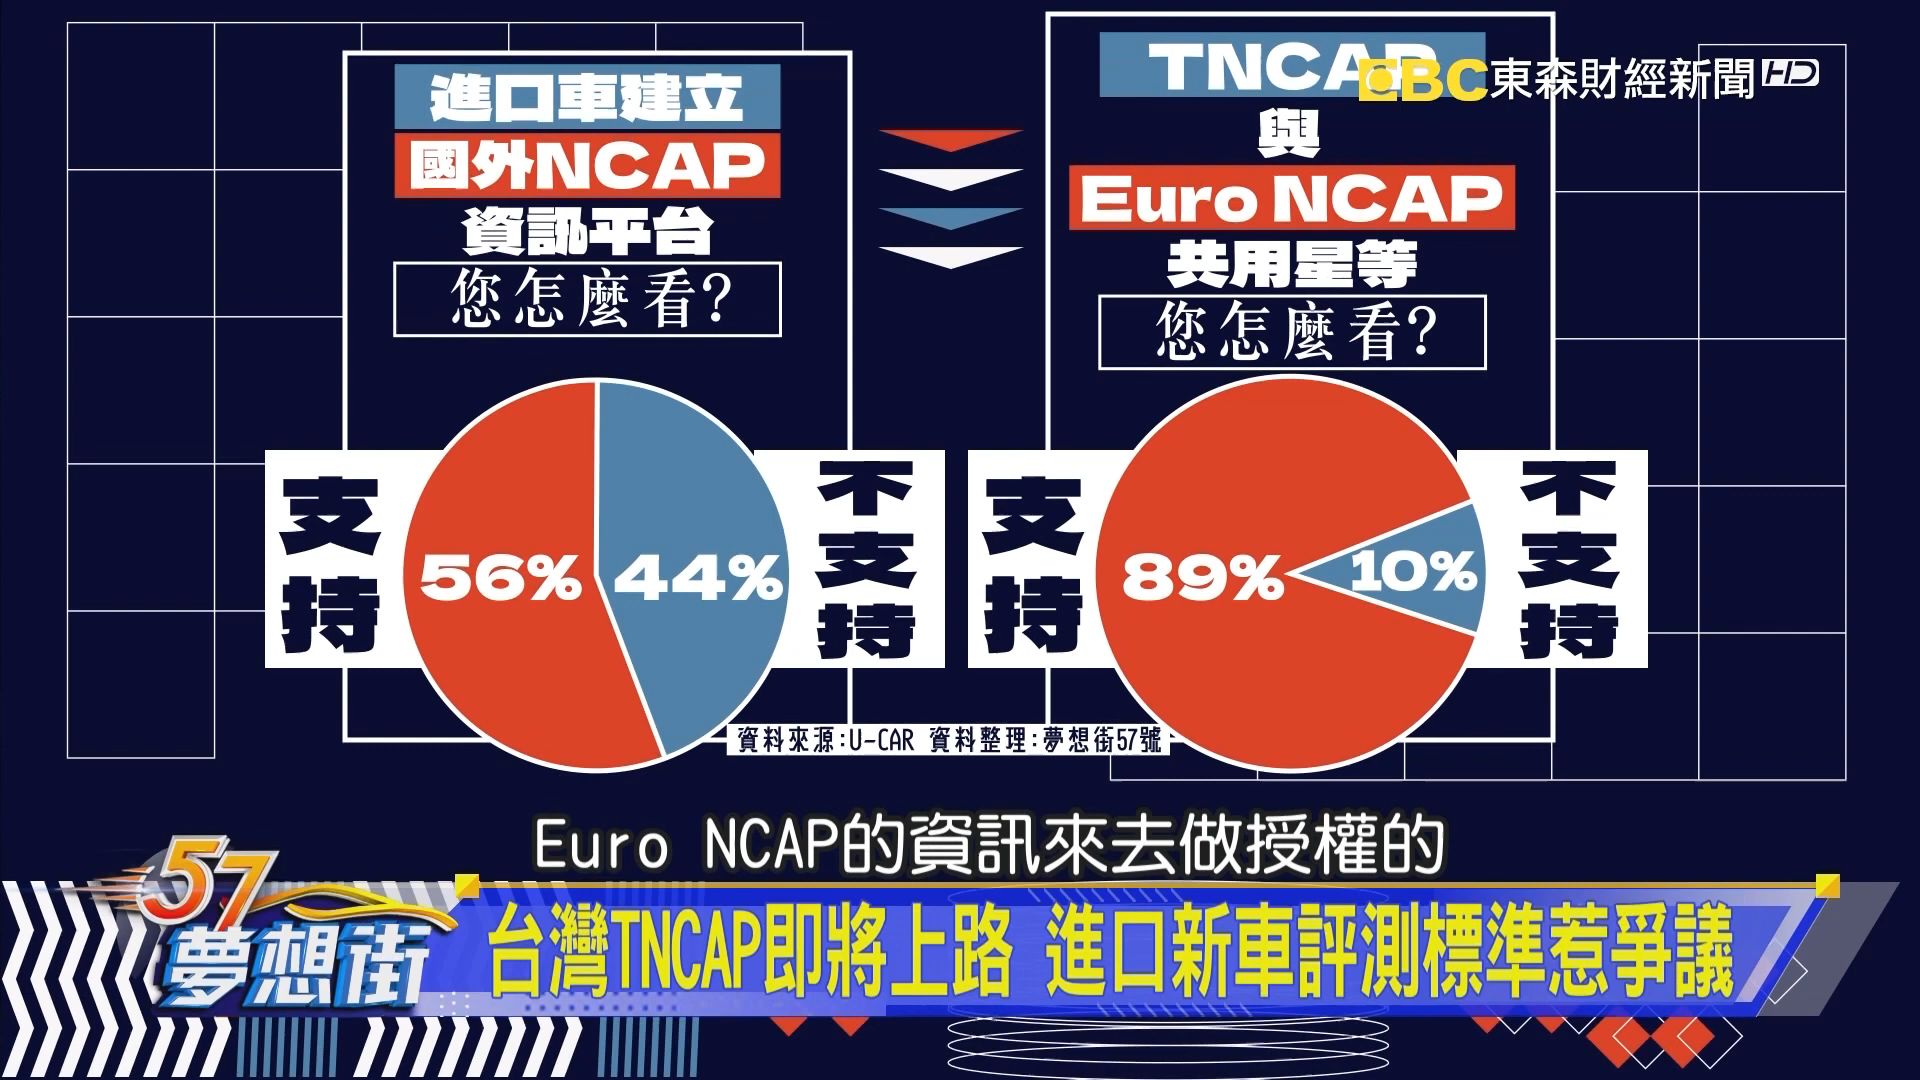 進口車建立
國外NCAP
資訊平台
您怎麼看?
支持
56%
44%
不支持
TNCAP
EBC東森財經新聞HD
與
Euro NCAP
共用星等
您怎麼看?
支持
89%
10%
不支持
資料來源:U-CAR 資料整理:夢想街57號
Euro NCAP的資訊來去做授權的
57
夢想街
台灣TNCAP即將上路 進口新車評測標準惹爭議